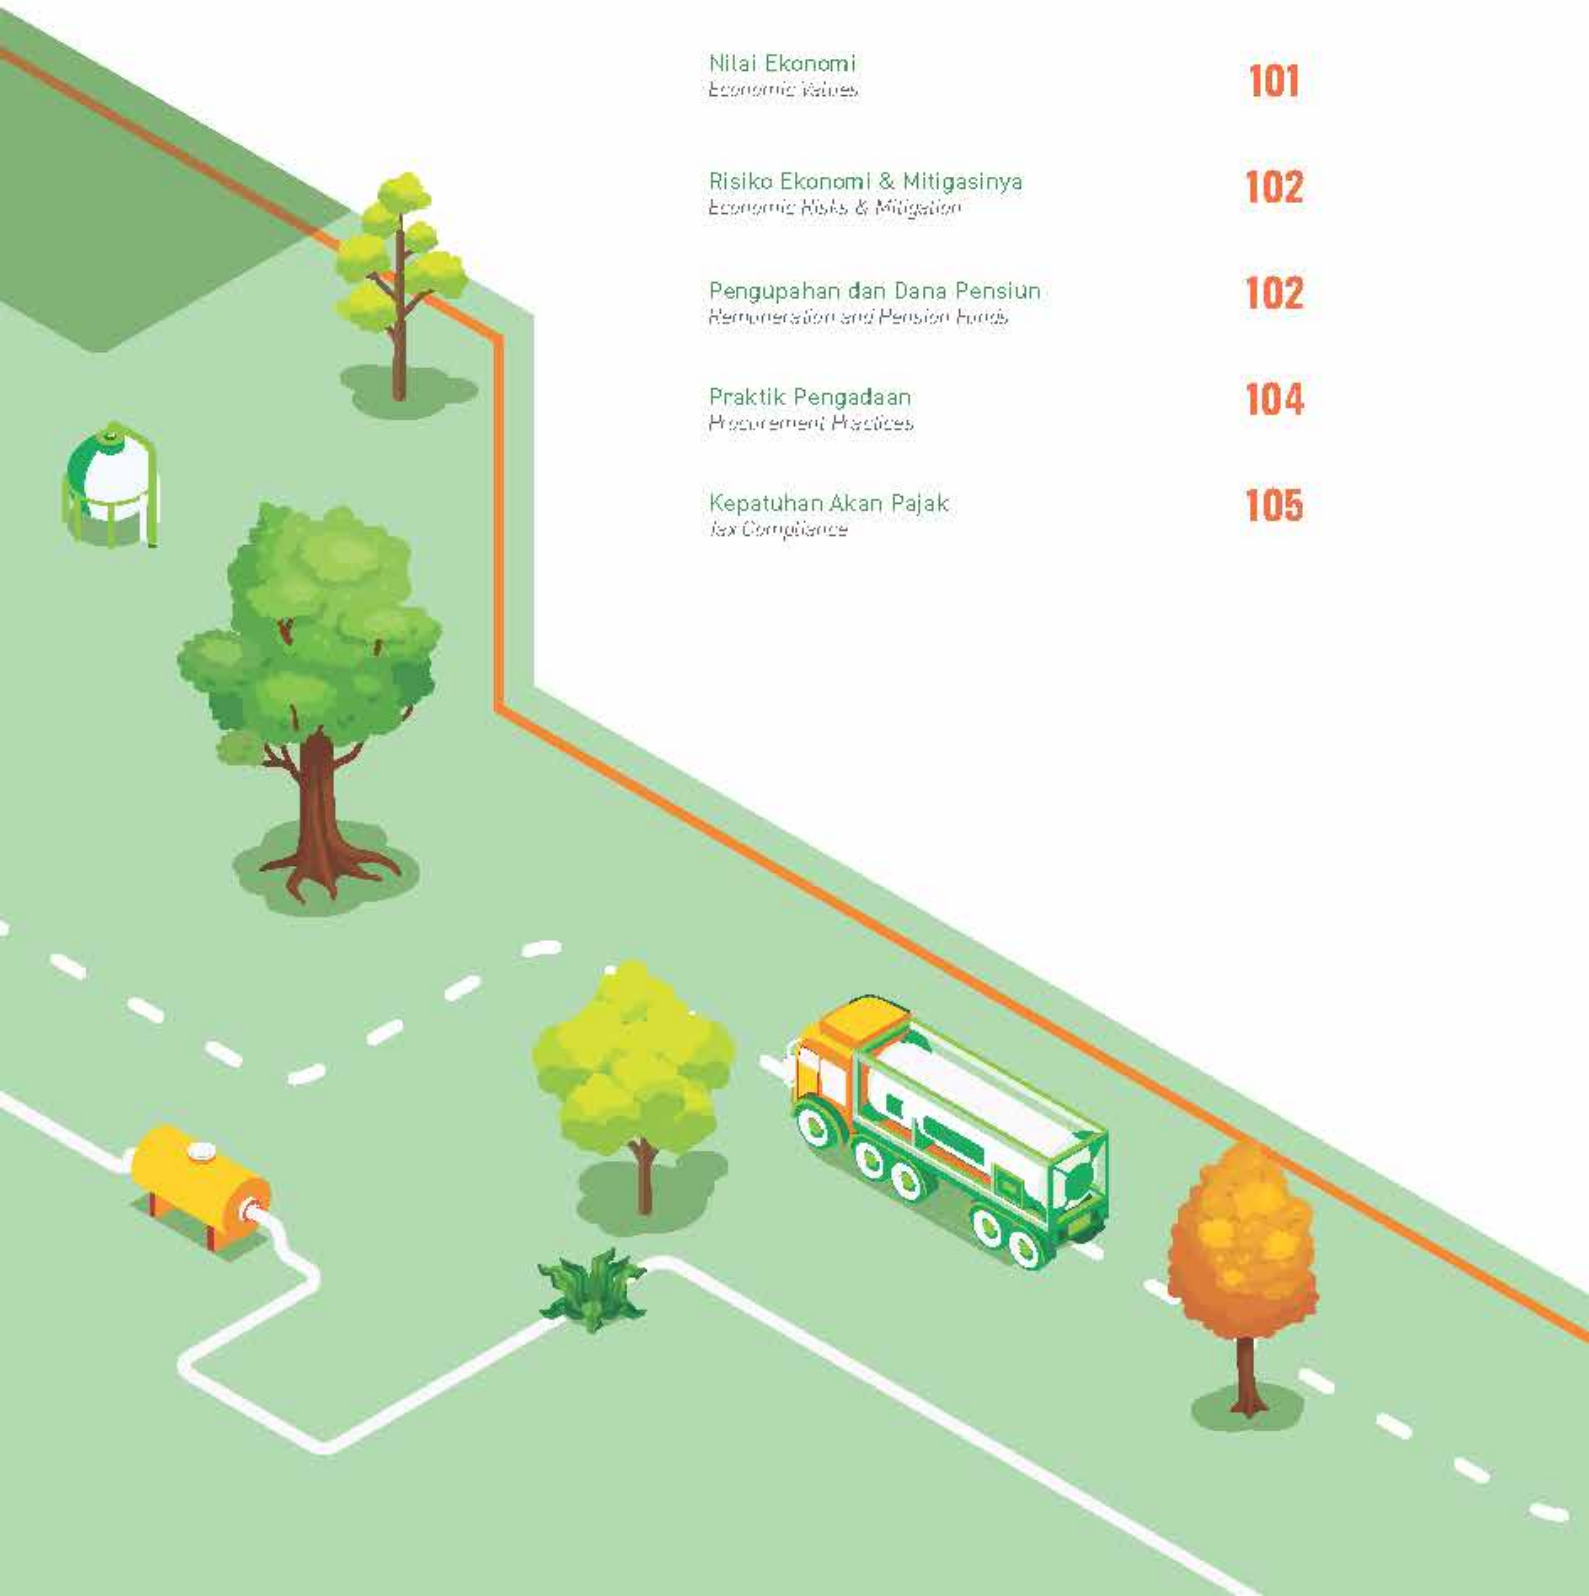 Nilai Ekonomi
Economic Values
101
Risiko Ekonomi & Mitigasinya
Economic Risks & Mitigation
102
Pengupahan dan Dana Pensiun
Remuneration and Pension Funds
102
Praktik Pengadaan
Procurement Practices
104
Kepatuhan Akan Pajak
Tax Compliance
105